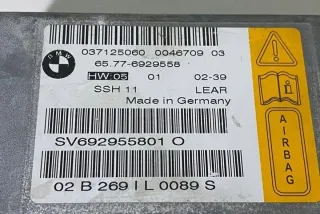 BMW
037125060 0046709 03
65.77-6929558
HW 05 01 02-39
SSH 11 LEAR
Made in Germany
SV692955801 O
02 B 269 I L 0089 S
AIRBAG